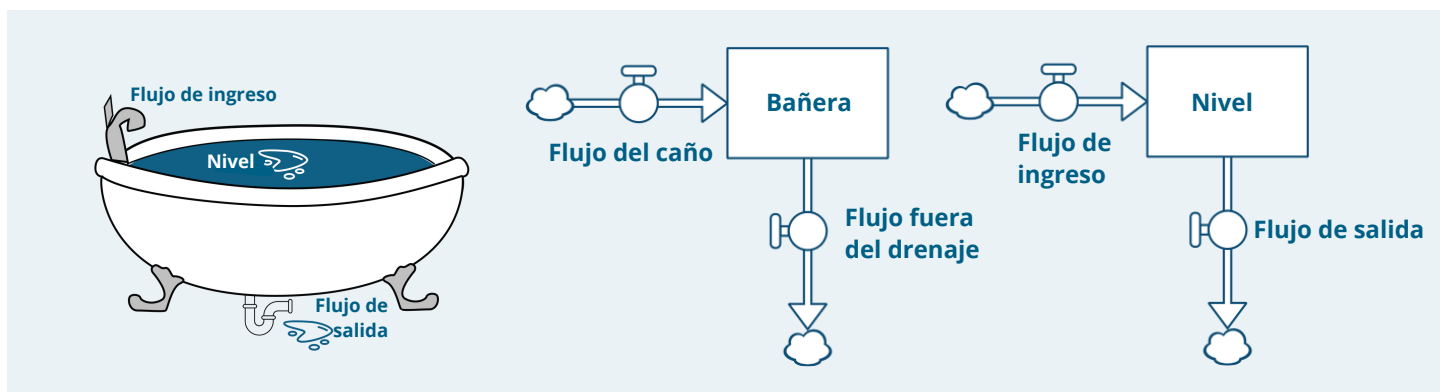 Flujo de ingreso
Nivel
Flujo de
salida
Bañera
Flujo del caño
Flujo fuera
del drenaje
Nivel
Flujo de
ingreso
Flujo de salida